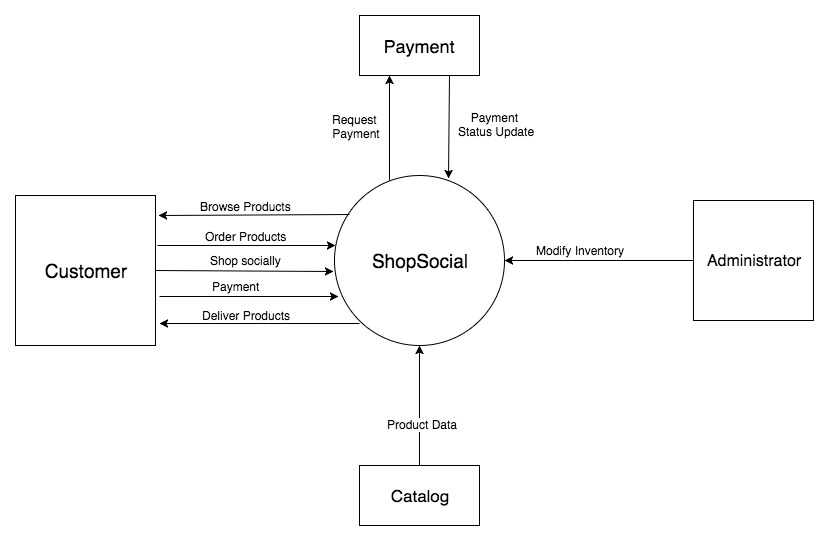 Payment
Request
Payment
Payment
Status Update
Browse Products
Order Products
Shop socially
Payment
Deliver Products
Customer
ShopSocial
Modify Inventory
Administrator
Product Data
Catalog